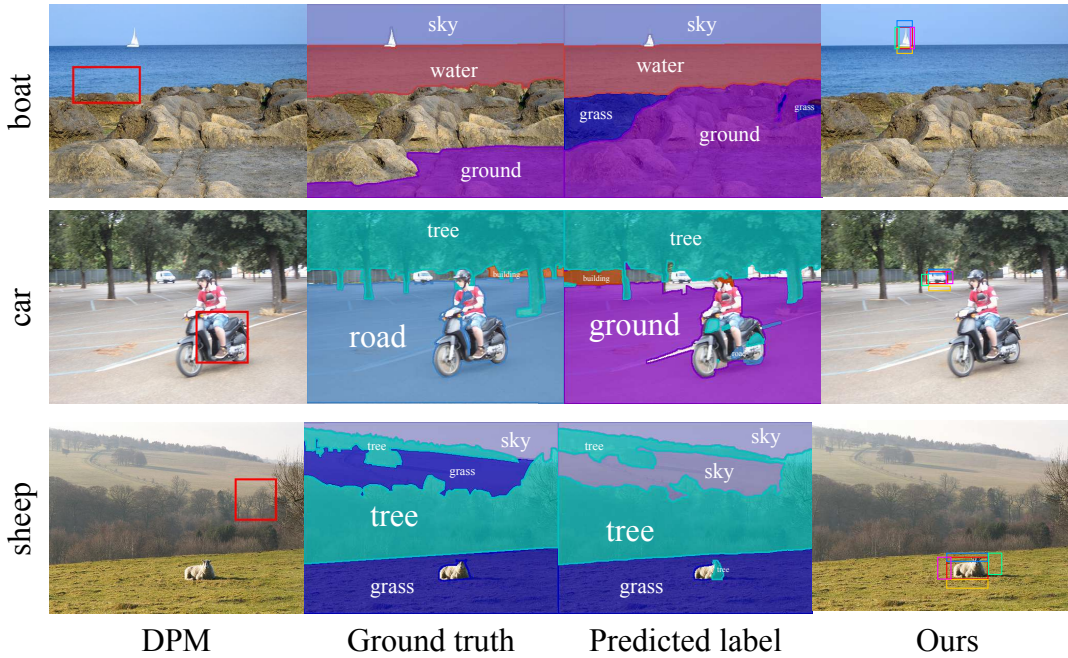 boat
sky
water
ground
sky
water
grass
grass
ground
car
tree
building
road
tree
building
ground
road
sheep
sky
tree
grass
tree
grass
sky
tree
sky
tree
tree
grass
DPM
Ground truth
Predicted label
Ours